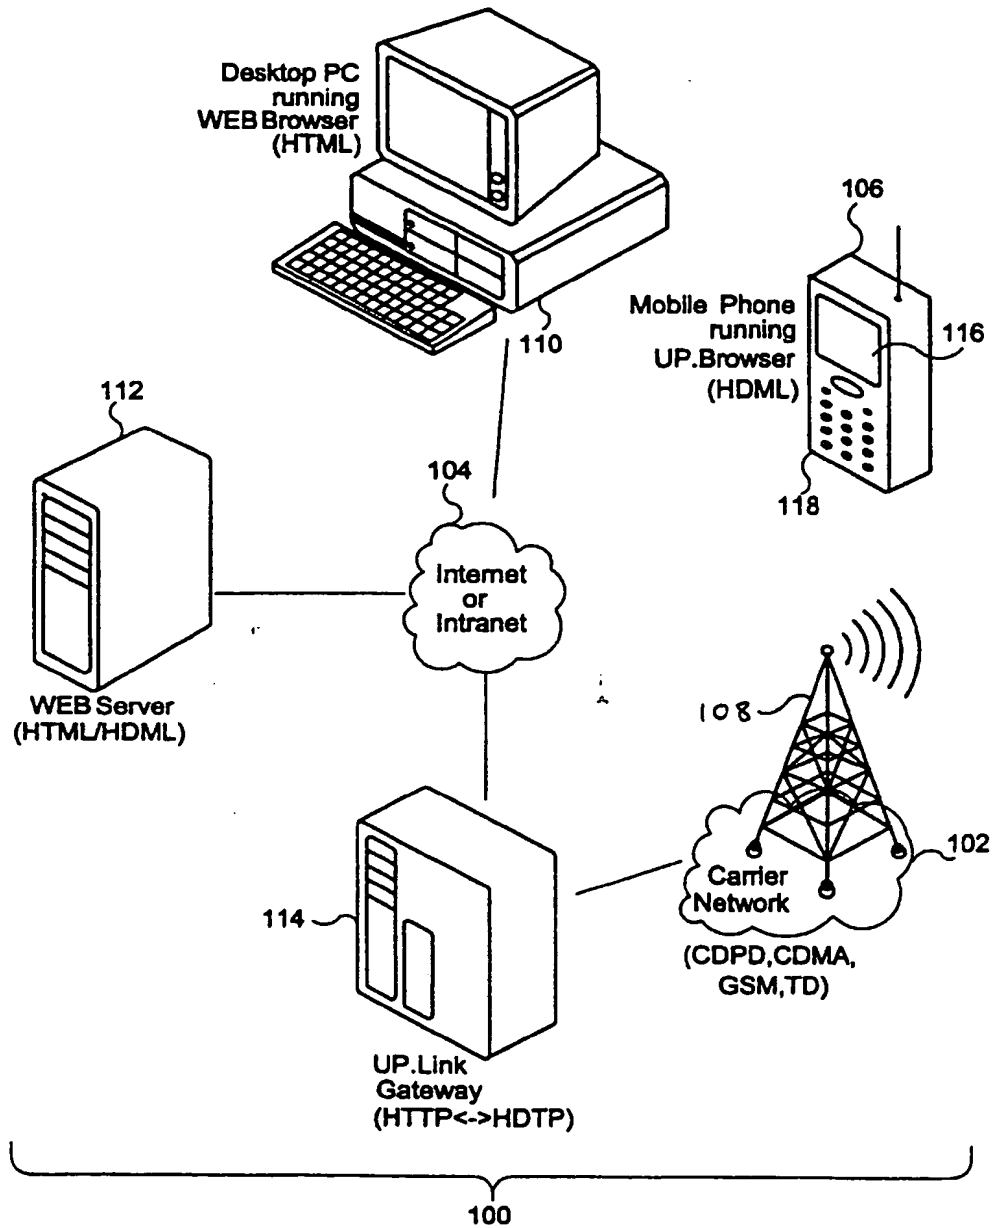 Desktop PC
running
WEB Browser
(HTML)
110
106
Mobile Phone
running
UP.Browser
(HDML)
116
118
112
WEB Server
(HTML/HDML)
104
Internet
or
Intranet
108
102
Carrier
Network
(CDPD,CDMA,
GSM,TD)
114
UP.Link
Gateway
(HTTP<->HDTP)
100